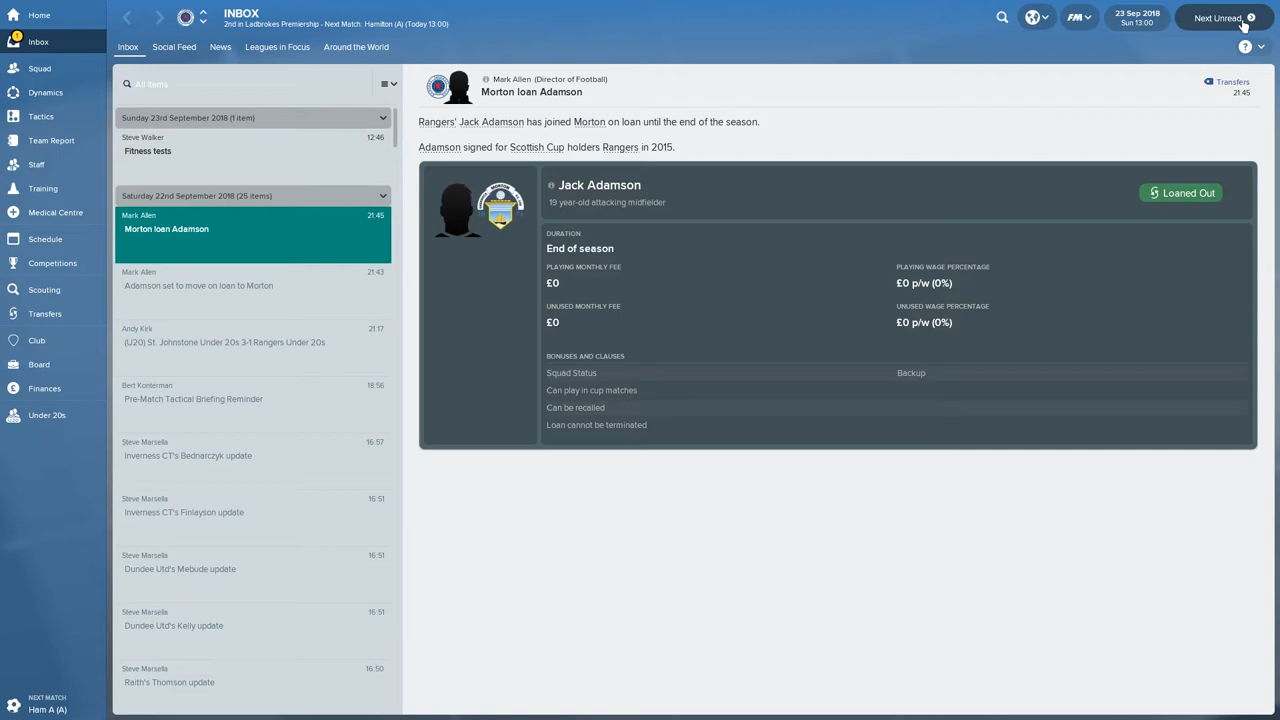 Home
1
Inbox
Squad
Dynamics
Tactics
Team Report
Staff
Training
Medical Centre
Schedule
Competitions
Scouting
Transfers
Club
Board
£
Finances
Under 20s
NEXT MATCH
Ham A (A)
INBOX
2nd in Ladbrokes Premiership - Next Match: Hamilton (A) (Today 13:00)
FM
23 Sep 2018
Sun 13:00
Next Unread
Inbox
Social Feed
News
Leagues in Focus
Around the World
?
All Items
Sunday 23rd September 2018 (1 item)
Steve Walker 12:46
Fitness tests
Saturday 22nd September 2018 (25 items)
Mark Allen 21:45
Morton loan Adamson
Mark Allen 21:43
Adamson set to move on loan to Morton
Andy Kirk 21:17
(U20) St. Johnstone Under 20s 3-1 Rangers Under 20s
Bert Konterman 18:56
Pre-Match Tactical Briefing Reminder
Steve Marsella 16:57
Inverness CT's Bednarczyk update
Steve Marsella 16:51
Inverness CT's Finlayson update
Steve Marsella 16:51
Dundee Utd's Mebude update
Steve Marsella 16:51
Dundee Utd's Kelly update
Steve Marsella 16:50
Raith's Thomson update
Mark Allen (Director of Football)
Morton loan Adamson
Transfers
21:45
Rangers' Jack Adamson has joined Morton on loan until the end of the season.
Adamson signed for Scottish Cup holders Rangers in 2015.
Jack Adamson
19 year-old attacking midfielder
Loaned Out
DURATION
End of season
PLAYING MONTHLY FEE PLAYING WAGE PERCENTAGE
£0 £0 p/w (0%)
UNUSED MONTHLY FEE UNUSED WAGE PERCENTAGE
£0 £0 p/w (0%)
BONUSES AND CLAUSES
Squad Status Backup
Can play in cup matches
Can be recalled
Loan cannot be terminated